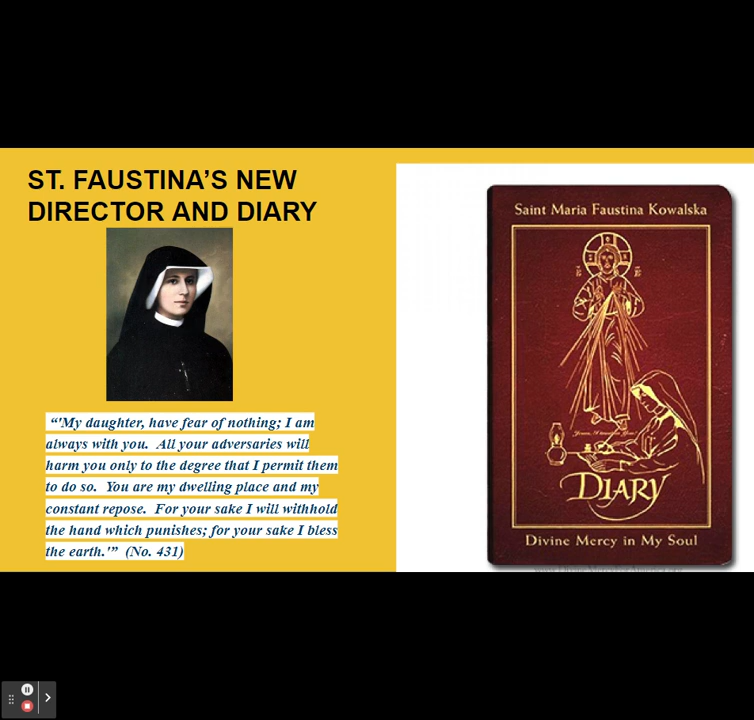 ST. FAUSTINA’S NEW
DIRECTOR AND DIARY
“'My daughter, have fear of nothing; I am
always with you.  All your adversaries will
harm you only to the degree that I permit them
to do so.  You are my dwelling place and my
constant repose.  For your sake I will withhold
the hand which punishes; for your sake I bless
the earth.'”  (No. 431)
Saint Maria Faustina Kowalska
DIARY
Divine Mercy in My Soul